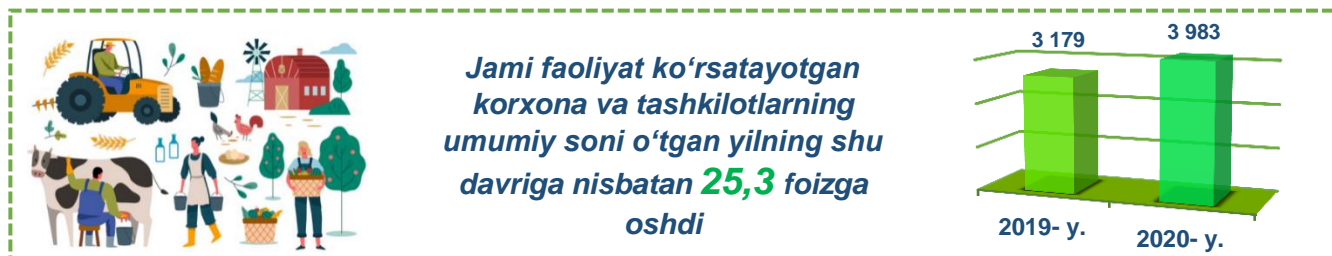 Jami faoliyat ko‘rsatayotgan
korxona va tashkilotlarning
umumiy soni o‘tgan yilning shu
davriga nisbatan 25,3 foizga
oshdi
3 179
3 983
2019- y.
2020- y.